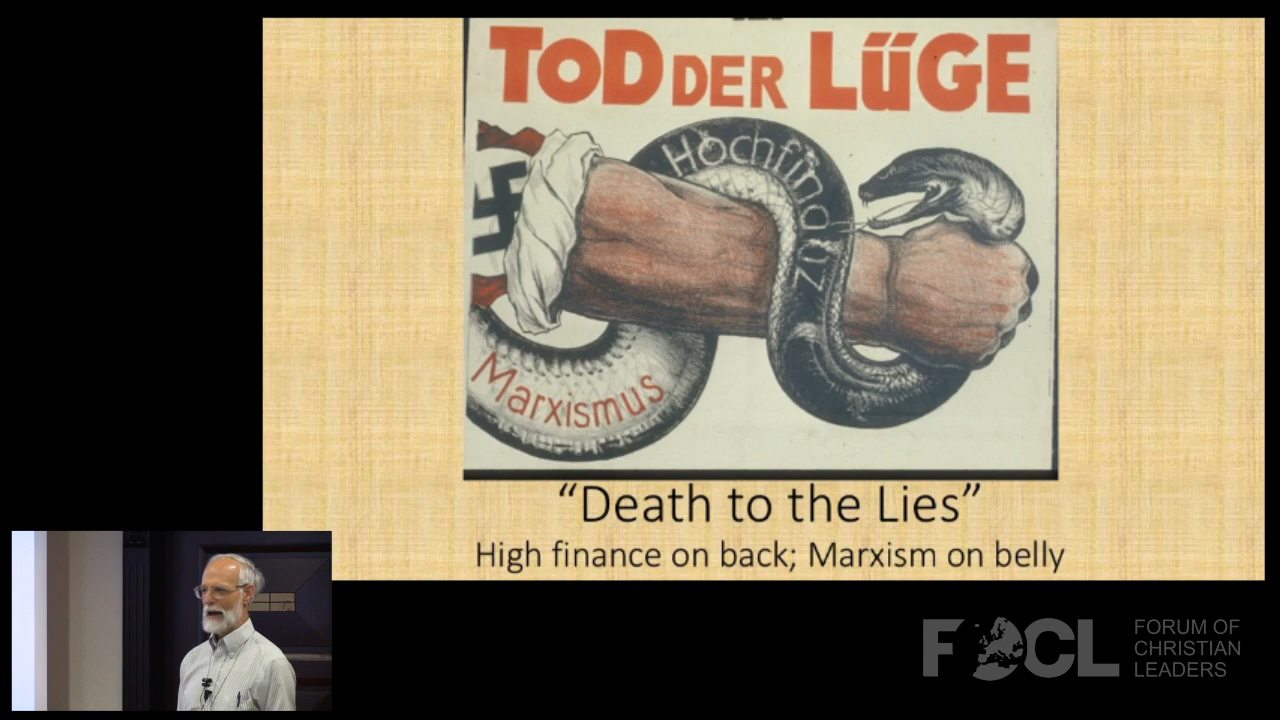 TOD DER LÜGE
Hochfinanz
Marxismus
“Death to the Lies”
High finance on back; Marxism on belly
FOCL
FORUM OF
CHRISTIAN
LEADERS